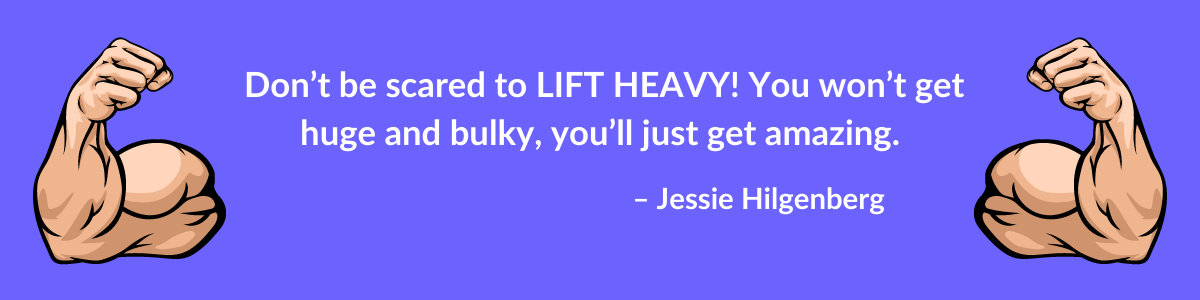 Don’t be scared to LIFT HEAVY! You won’t get
huge and bulky, you’ll just get amazing.
– Jessie Hilgenberg